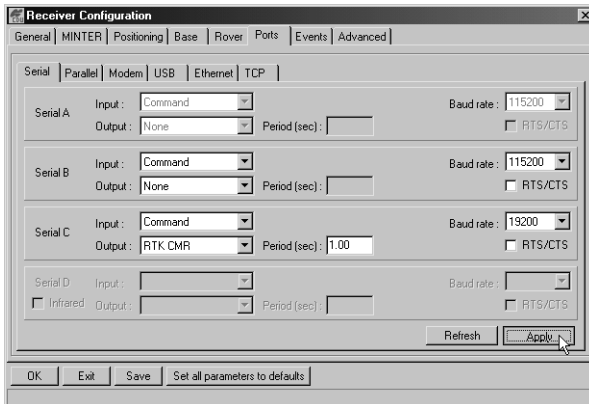 Receiver Configuration
General MINTER Positioning Base Rover Ports Events Advanced
Serial Parallel Modem USB Ethernet TCP
Serial A Input: Command Baud rate: 115200
Output: None Period (sec): RTS/CTS
Serial B Input: Command Baud rate: 115200
Output: None Period (sec): RTS/CTS
Serial C Input: Command Baud rate: 19200
Output: RTK CMR Period (sec): 1.00 RTS/CTS
Serial D Input: Baud rate:
Infrared Output: Period (sec): RTS/CTS
Refresh Apply
OK Exit Save Set all parameters to defaults